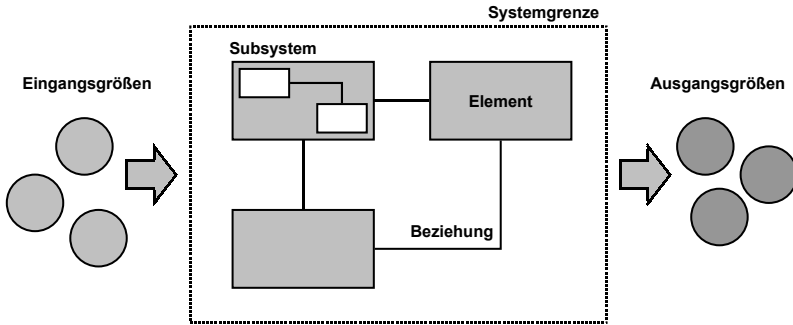 Systemgrenze
Subsystem
Eingangsgrößen
Element
Ausgangsgrößen
Beziehung